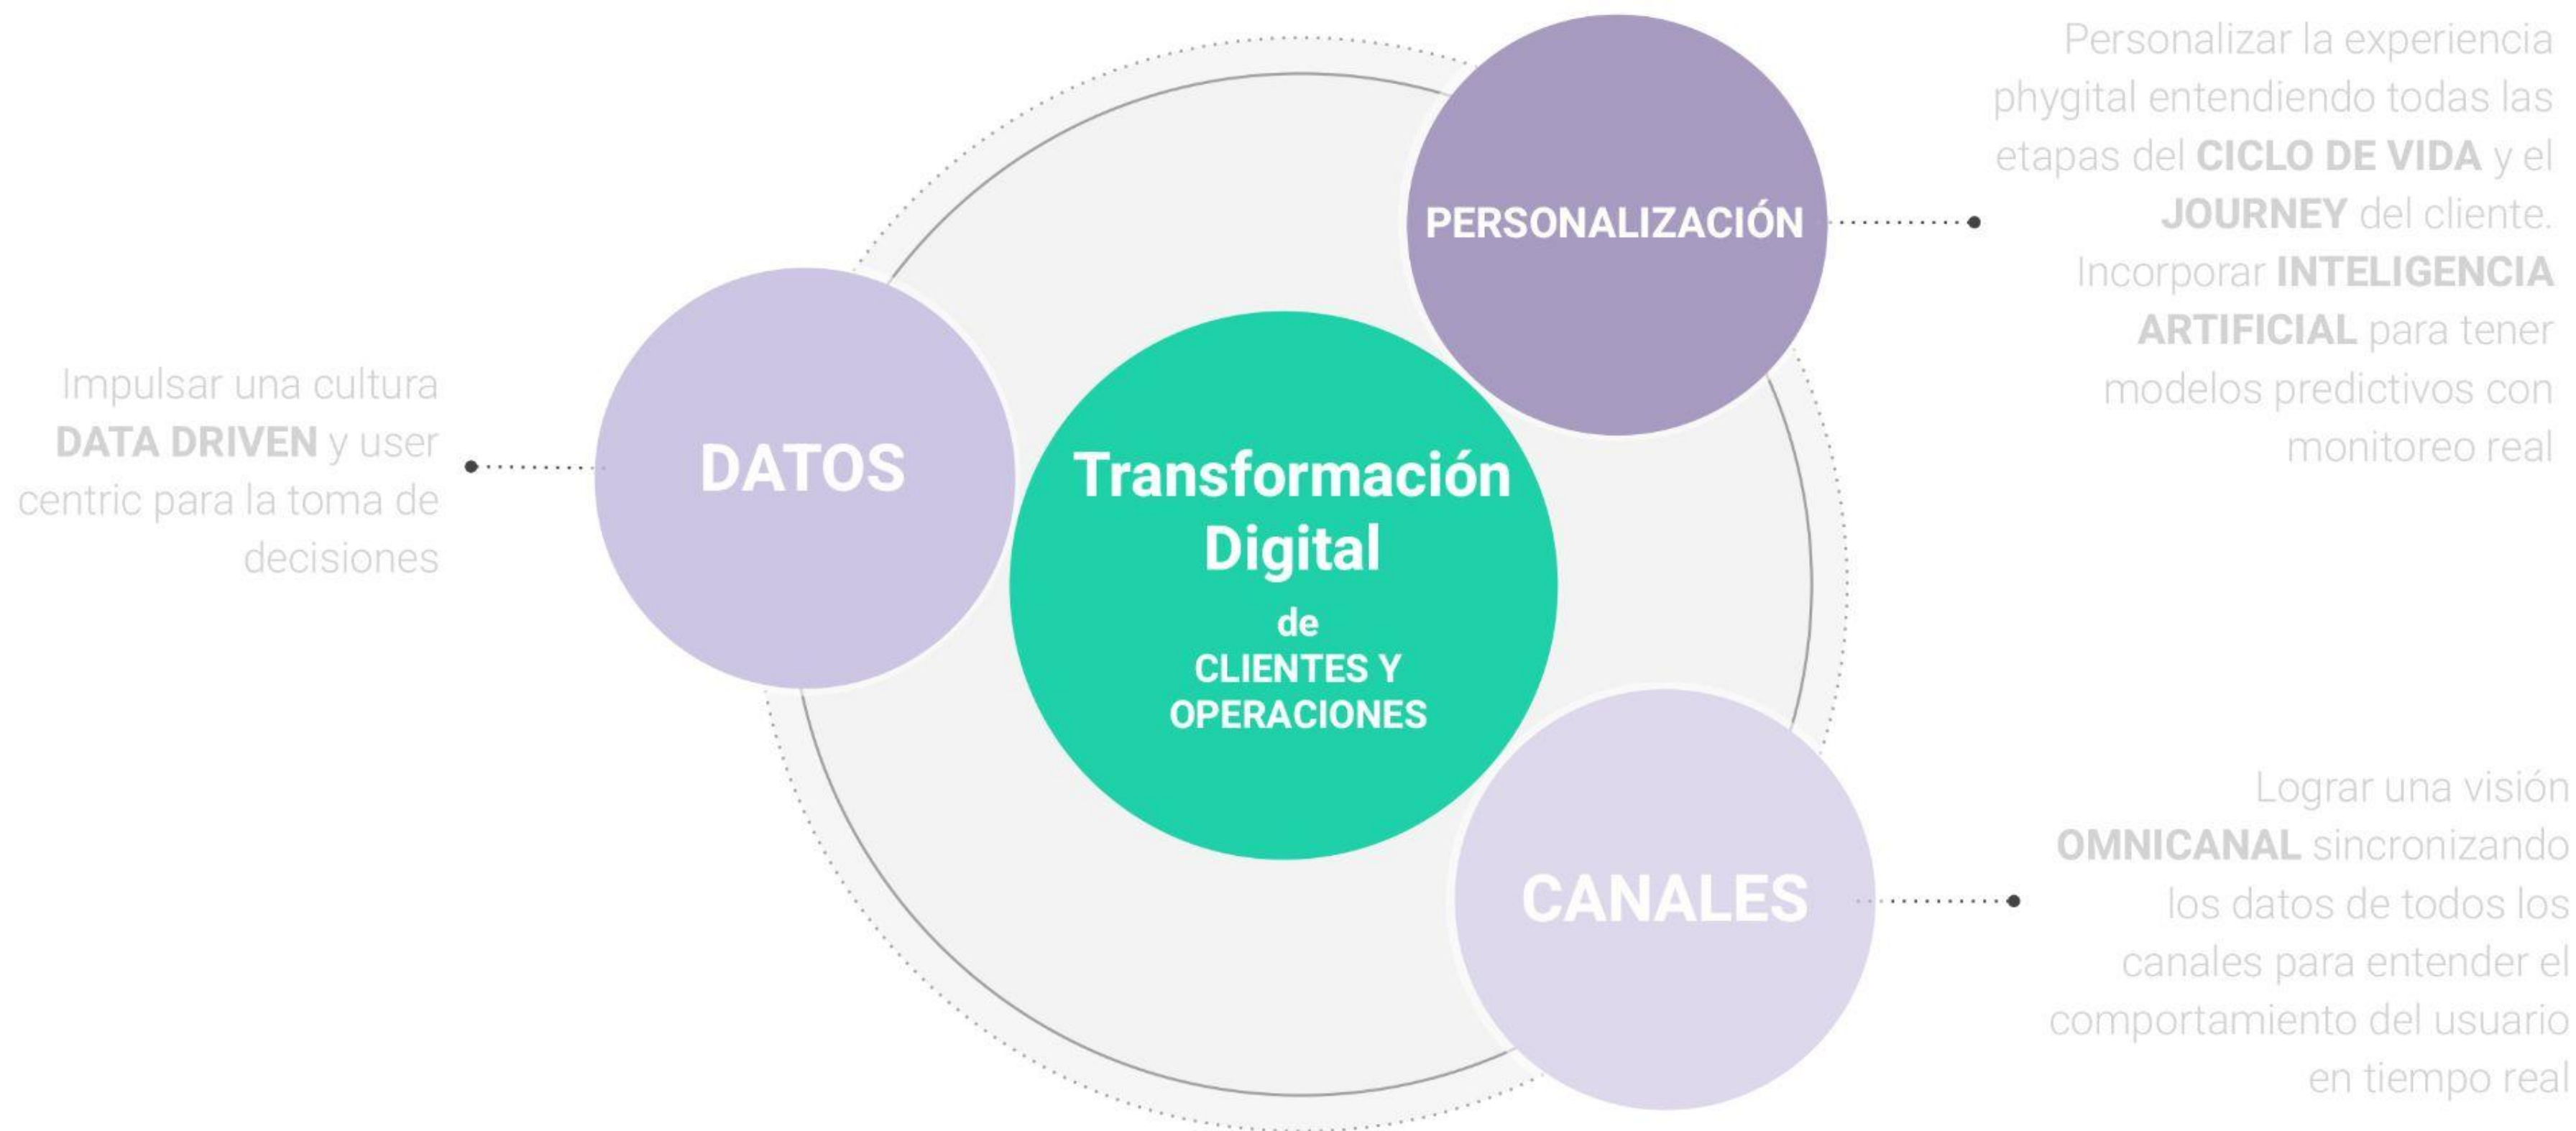 Impulsar una cultura
DATA DRIVEN y user
centric para la toma de
decisiones
DATOS
Transformación
Digital
de
CLIENTES Y
OPERACIONES
PERSONALIZACIÓN
Personalizar la experiencia
phygital entendiendo todas las
etapas del CICLO DE VIDA y el
JOURNEY del cliente.
Incorporar INTELIGENCIA
ARTIFICIAL para tener
modelos predictivos con
monitoreo real
CANALES
Lograr una visión
OMNICANAL sincronizando
los datos de todos los
canales para entender el
comportamiento del usuario
en tiempo real